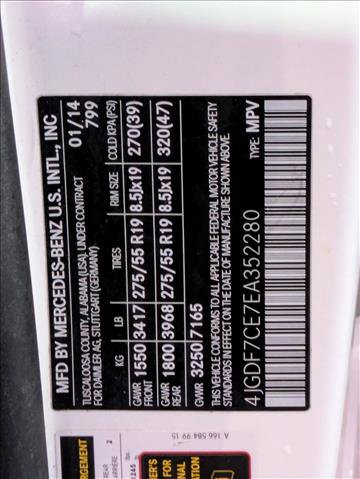 MFD BY MERCEDES-BENZ U.S. INTL., INC
TUSCALOOSA COUNTY, ALABAMA (USA), UNDER CONTRACT 01/14
FOR DAIMLER AG, STUTTGART (GERMANY) 799
KG LB TIRES RIM SIZE COLD KPA(PSI)
GAWR 1550 3417 275/55 R19 8.5Jx19 270(39)
FRONT
GAWR 1800 3968 275/55 R19 8.5Jx19 320(47)
REAR
GVWR 3250 7165
THIS VEHICLE CONFORMS TO ALL APPLICABLE FEDERAL MOTOR VEHICLE SAFETY
STANDARDS IN EFFECT ON THE DATE OF MANUFACTURE SHOWN ABOVE.
4JGDF7CE7EA352280 TYPE: MPV
A 166 584 99 15
REAR 2
ARRIERE